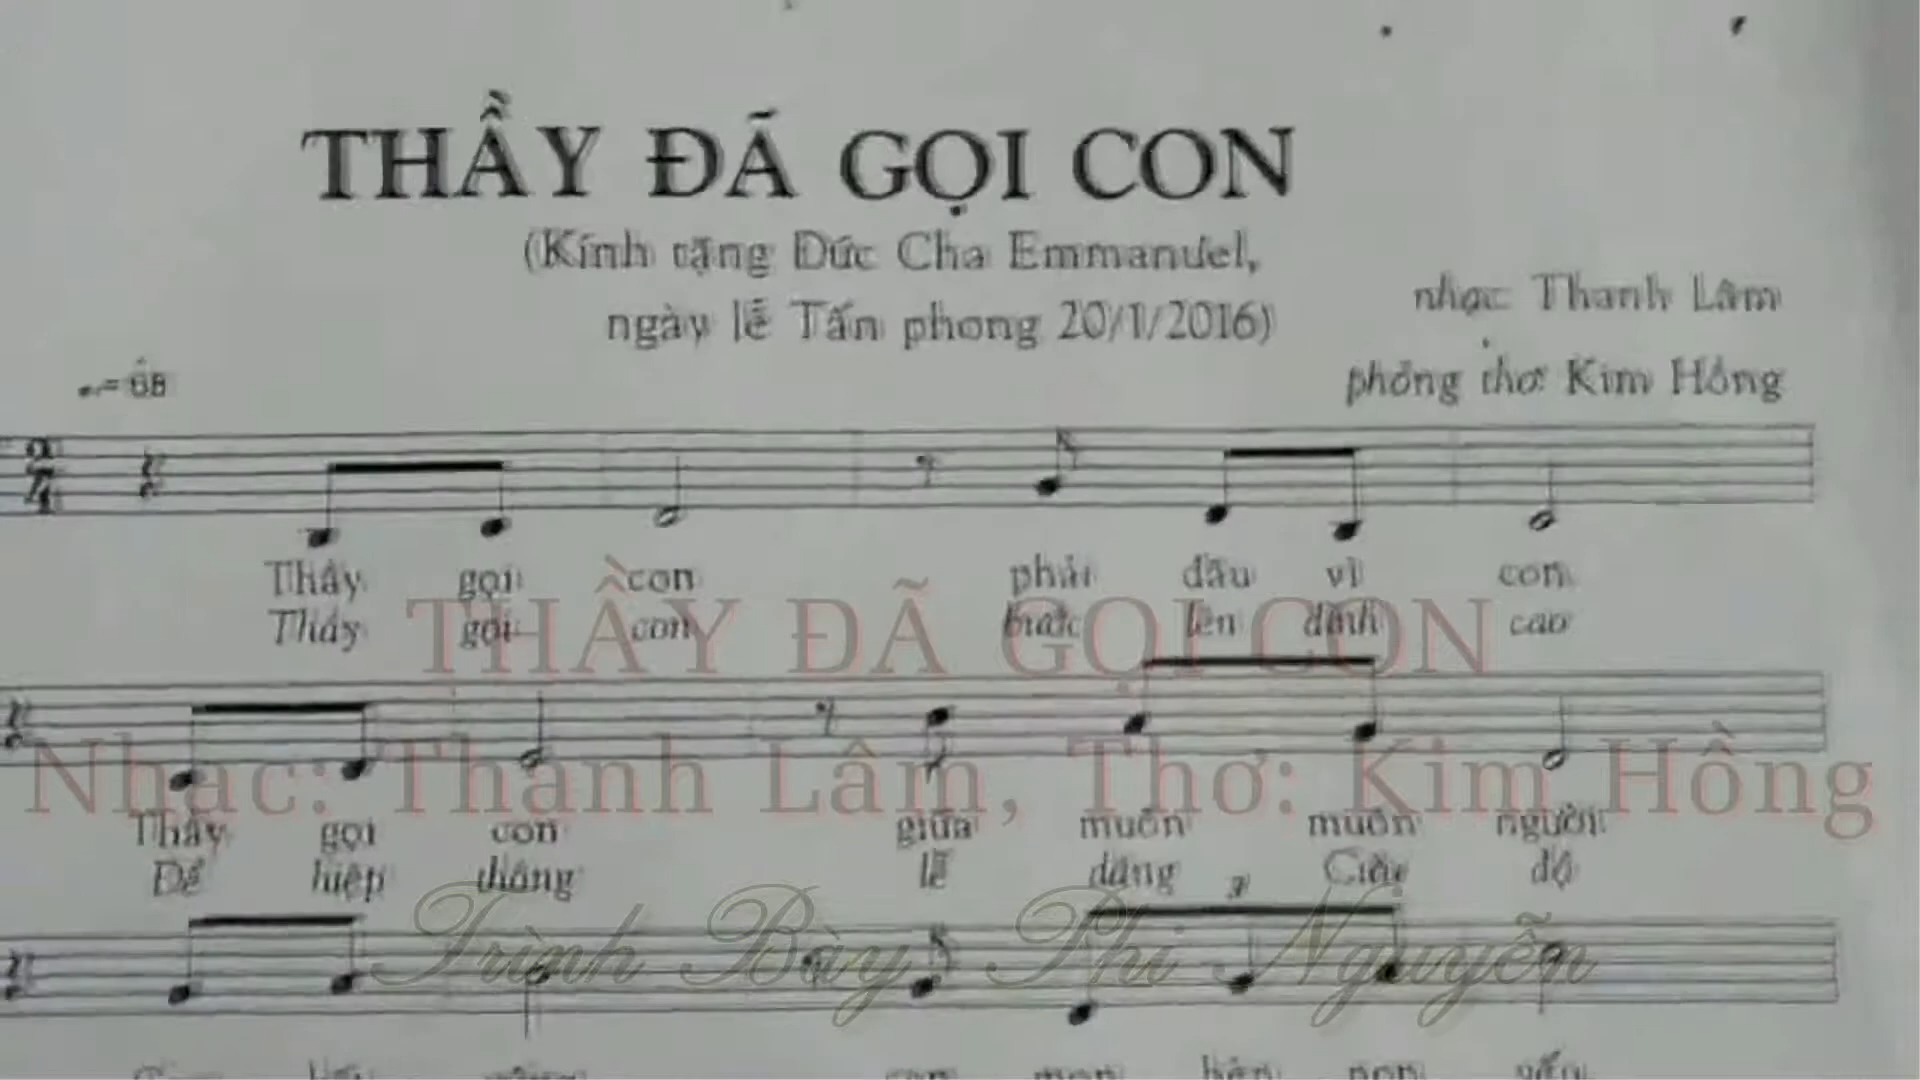 THẦY ĐÃ GỌI CON
(Kính tặng Đức Cha Emmanuel,
ngày lễ Tấn phong 20/1/2016)
nhạc: Thanh Lâm
phỏng thơ: Kim Hồng
= 68
2/4
Thầy gọi con phải đâu vì con
Thầy gọi con bước lên đỉnh cao
THẦY ĐÃ GỌI CON
Nhạc: Thanh Lâm, Thơ: Kim Hồng
Thầy gọi con giữa muôn muôn người
Để hiệp thông lễ dâng Cứu độ
Trình Bày Phi Nguyễn